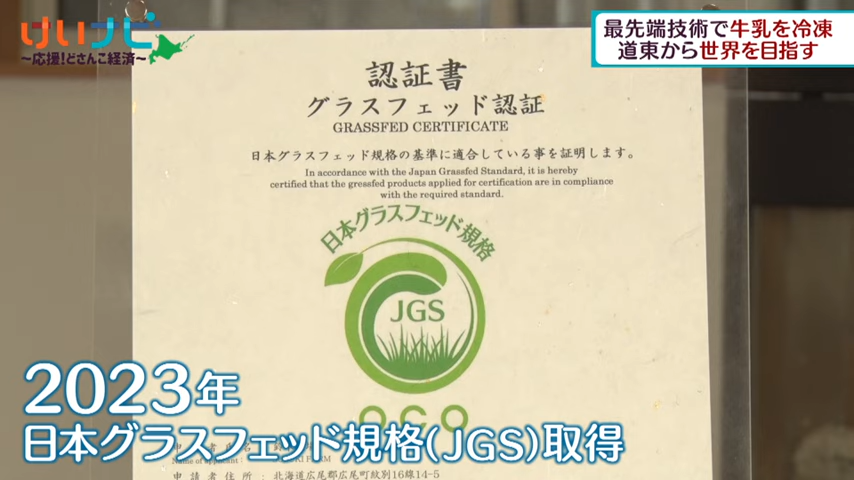 けいナビ
～応援!どさんこ経済～
最先端技術で牛乳を冷凍
道東から世界を目指す
認証書
グラスフェッド認証
GRASSFED CERTIFICATE
日本グラスフェッド規格の基準に適合している事を証明します。
In accordance with the Japan Grassfed Standard, it is hereby
certified that the gressfed products applied for certification are in compliance
with the required standard.
日本グラスフェッド規格
JGS
2023年
日本グラスフェッド規格(JGS)取得
Name of applicant :
申請者住所 : 北海道広尾郡広尾町紋別16線14-5